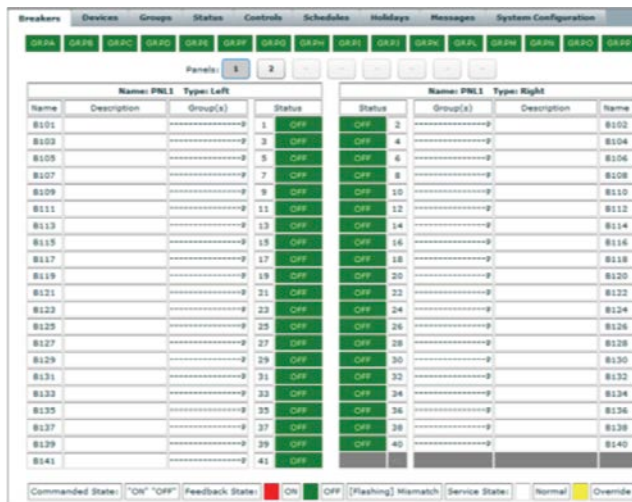 Breakers Devices Groups Status Controls Schedules Holidays Messages System Configuration
GRPA GRPB GRPC GRPD GRPE GRPF GRPG GRPH GRPI GRPJ GRPK GRPL GRPM GRPN GRPO GRPP
Panels: 1 2 - - - - - -
Name: PNL1 Type: Left Name: PNL1 Type: Right
Name Description Group(s) Status Status Group(s) Description Name
B101 ---------------P 1 OFF OFF 2 ---------------P B102
B103 ---------------P 3 OFF OFF 4 ---------------P B104
B105 ---------------P 5 OFF OFF 6 ---------------P B106
B107 ---------------P 7 OFF OFF 8 ---------------P B108
B109 ---------------P 9 OFF OFF 10 ---------------P B110
B111 ---------------P 11 OFF OFF 12 ---------------P B112
B113 ---------------P 13 OFF OFF 14 ---------------P B114
B115 ---------------P 15 OFF OFF 16 ---------------P B116
B117 ---------------P 17 OFF OFF 18 ---------------P B118
B119 ---------------P 19 OFF OFF 20 ---------------P B120
B121 ---------------P 21 OFF OFF 22 ---------------P B122
B123 ---------------P 23 OFF OFF 24 ---------------P B124
B125 ---------------P 25 OFF OFF 26 ---------------P B126
B127 ---------------P 27 OFF OFF 28 ---------------P B128
B129 ---------------P 29 OFF OFF 30 ---------------P B130
B131 ---------------P 31 OFF OFF 32 ---------------P B132
B133 ---------------P 33 OFF OFF 34 ---------------P B134
B135 ---------------P 35 OFF OFF 36 ---------------P B136
B137 ---------------P 37 OFF OFF 38 ---------------P B138
B139 ---------------P 39 OFF OFF 40 ---------------P B140
B141 ---------------P 41 OFF
Commanded State: "ON" "OFF" Feedback State: ON OFF [Flashing] Mismatch Service State: Normal Override